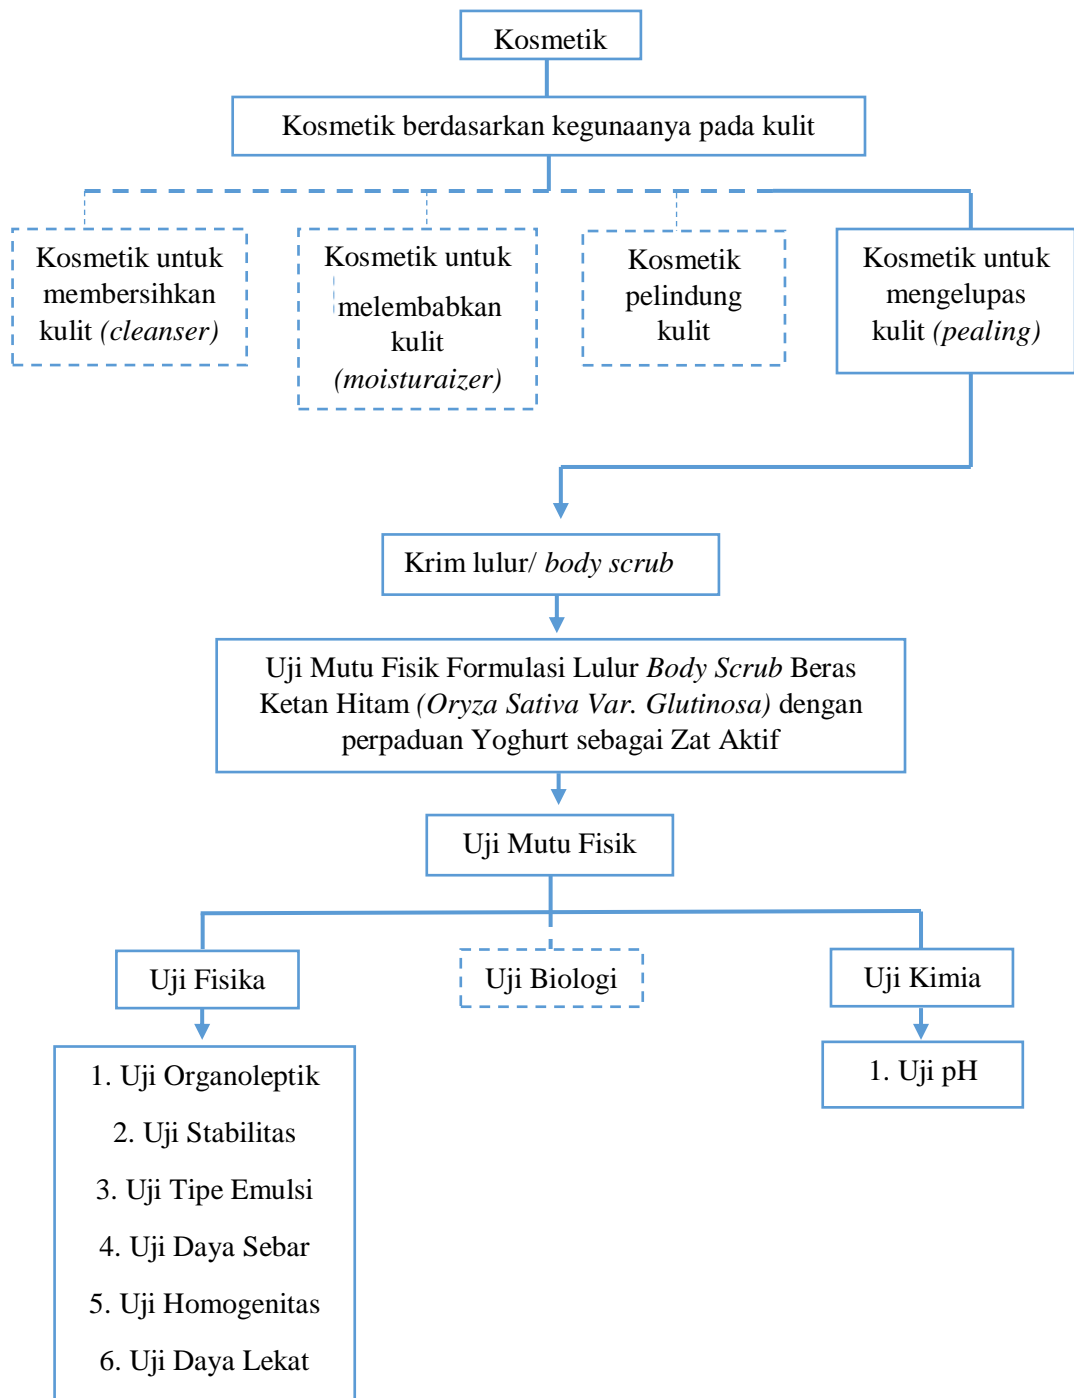 Kosmetik
Kosmetik berdasarkan kegunaanya pada kulit
Kosmetik untuk
membersihkan
kulit (cleanser)
Kosmetik untuk
melembabkan
kulit
(moisturaizer)
Kosmetik
pelindung
kulit
Kosmetik untuk
mengelupas
kulit (pealing)
Krim lulur/ body scrub
Uji Mutu Fisik Formulasi Lulur Body Scrub Beras
Ketan Hitam (Oryza Sativa Var. Glutinosa) dengan
perpaduan Yoghurt sebagai Zat Aktif
Uji Mutu Fisik
Uji Fisika
Uji Biologi
Uji Kimia
1. Uji Organoleptik
2. Uji Stabilitas
3. Uji Tipe Emulsi
4. Uji Daya Sebar
5. Uji Homogenitas
6. Uji Daya Lekat
1. Uji pH